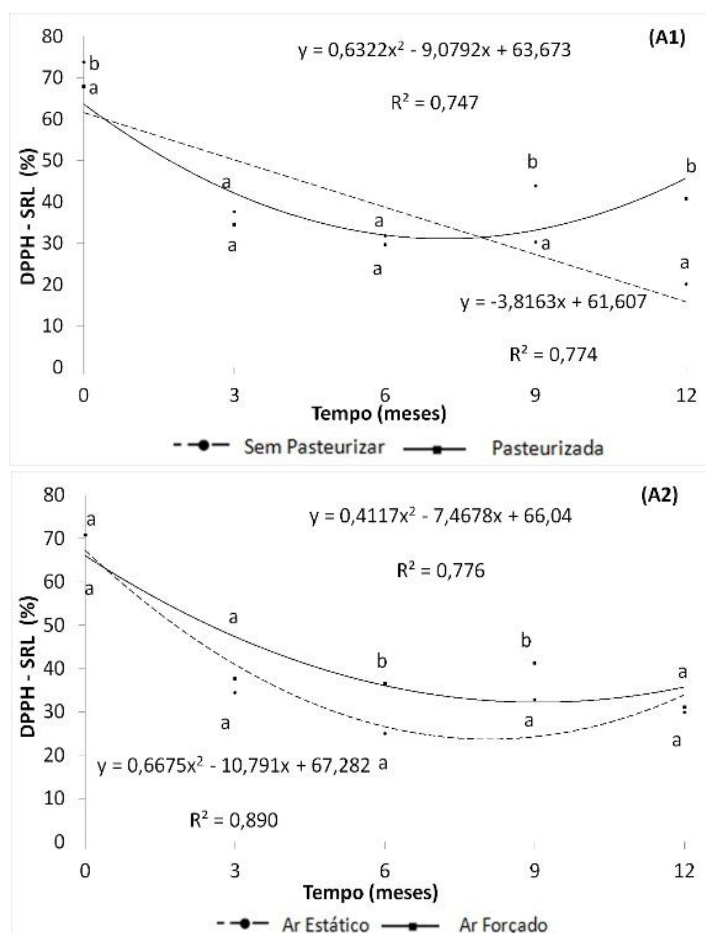 (A1)
80
y = 0,6322x² - 9,0792x + 63,673
70
b
a
R² = 0,747
60
50
b
b
a
40
a
30
a
a
a
a
20
y = -3,8163x + 61,607
10
R² = 0,774
0
DPPH - SRL (%)
0 3 6 9 12
Tempo (meses)
Sem Pasteurizar Pasteurizada
(A2)
80
a
y = 0,4117x² - 7,4678x + 66,04
70
R² = 0,776
60
a
50
a
b
b
40
a
30
a
a
a
20
y = 0,6675x² - 10,791x + 67,282
a
10
R² = 0,890
0
DPPH - SRL (%)
0 3 6 9 12
Tempo (meses)
Ar Estático Ar Forçado